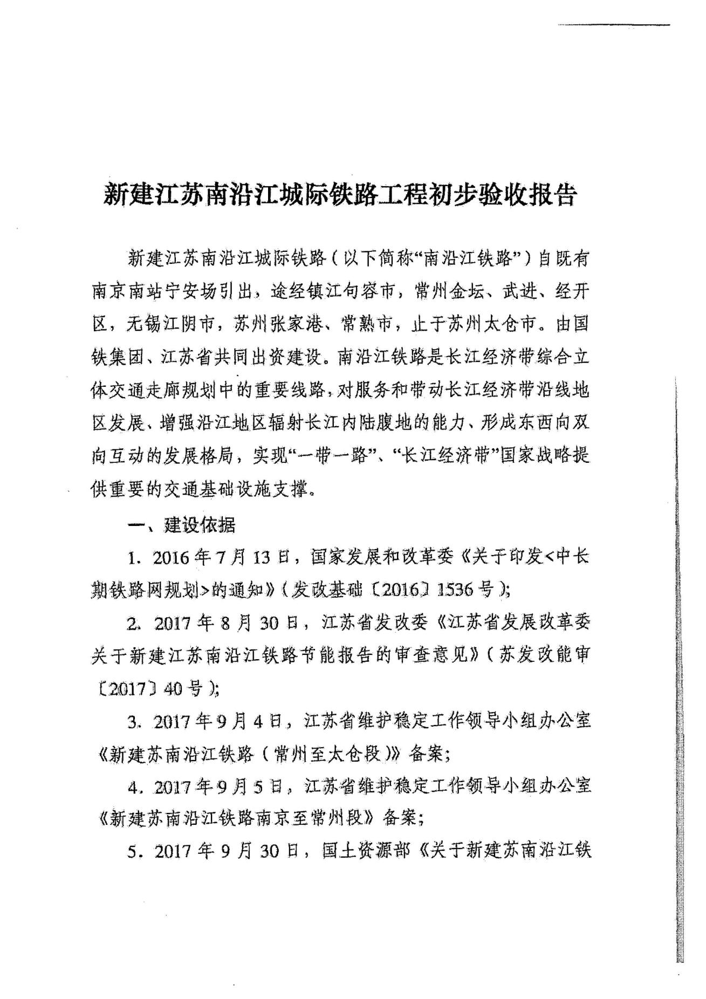 新建江苏南沿江城际铁路工程初步验收报告
新建江苏南沿江城际铁路（以下简称“南沿江铁路”）自既有
南京南站宁安场引出，途经镇江句容市，常州金坛、武进、经开
区，无锡江阴市，苏州张家港、常熟市，止于苏州太仓市。由国
铁集团、江苏省共同出资建设。南沿江铁路是长江经济带综合立
体交通走廊规划中的重要线路，对服务和带动长江经济带沿线地
区发展、增强沿江地区辐射长江内陆腹地的能力、形成东西向双
向互动的发展格局，实现“一带一路”、“长江经济带”国家战略提
供重要的交通基础设施支撑。
一、建设依据
1. 2016年7月13日，国家发展和改革委《关于印发<中长
期铁路网规划>的通知》（发改基础〔2016〕1536号）；
2. 2017年8月30日，江苏省发改委《江苏省发展改革委
关于新建江苏南沿江铁路节能报告的审查意见》（苏发改能审
〔2017〕40号）；
3. 2017年9月4日，江苏省维护稳定工作领导小组办公室
《新建苏南沿江铁路（常州至太仓段）》备案；
4. 2017年9月5日，江苏省维护稳定工作领导小组办公室
《新建苏南沿江铁路南京至常州段》备案；
5. 2017年9月30日，国土资源部《关于新建苏南沿江铁